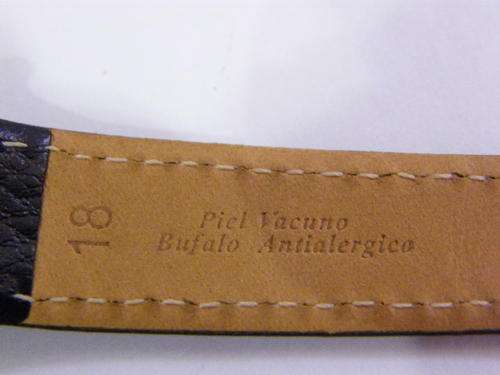 18
Piel Vacuno
Bufalo Antialergico